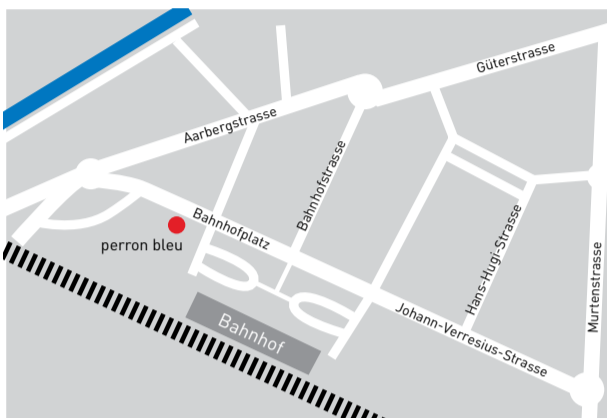 Güterstrasse
Aarbergstrasse
Bahnhofstrasse
Bahnhofplatz
perron bleu
Hans-Hugi-Strasse
Murtenstrasse
Bahnhof
Johann-Verresius-Strasse